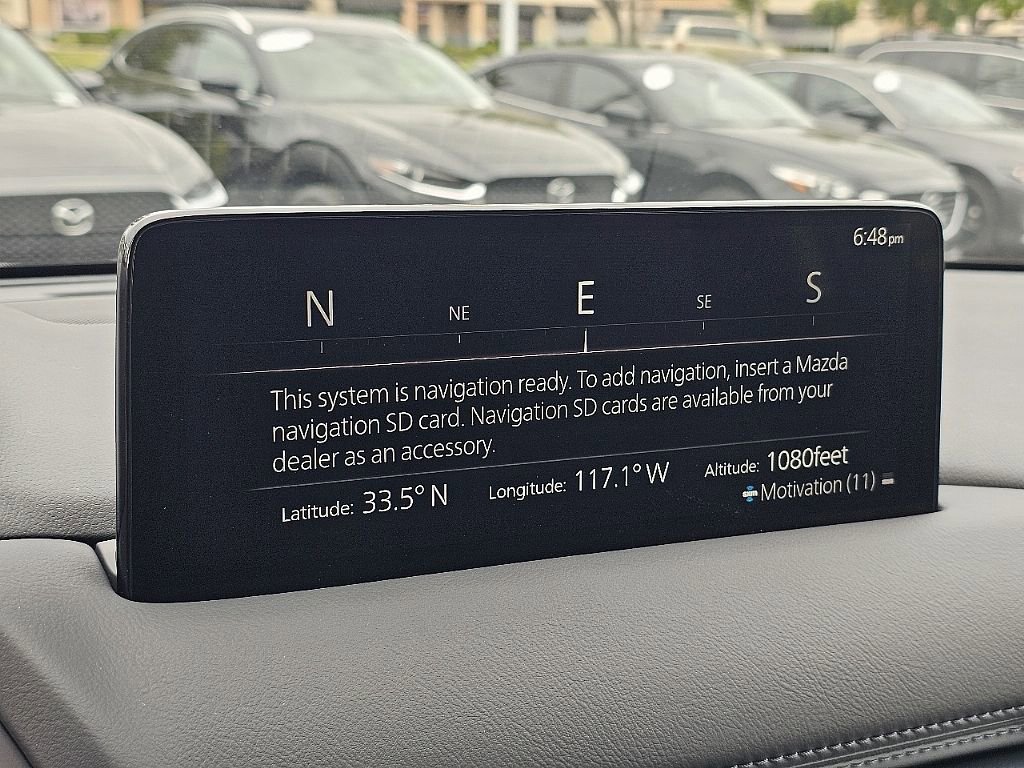 6:48pm
N NE E SE S
This system is navigation ready. To add navigation, insert a Mazda
navigation SD card. Navigation SD cards are available from your
dealer as an accessory.
Latitude: 33.5° N Longitude: 117.1° W Altitude: 1080feet
sxm Motivation (11)